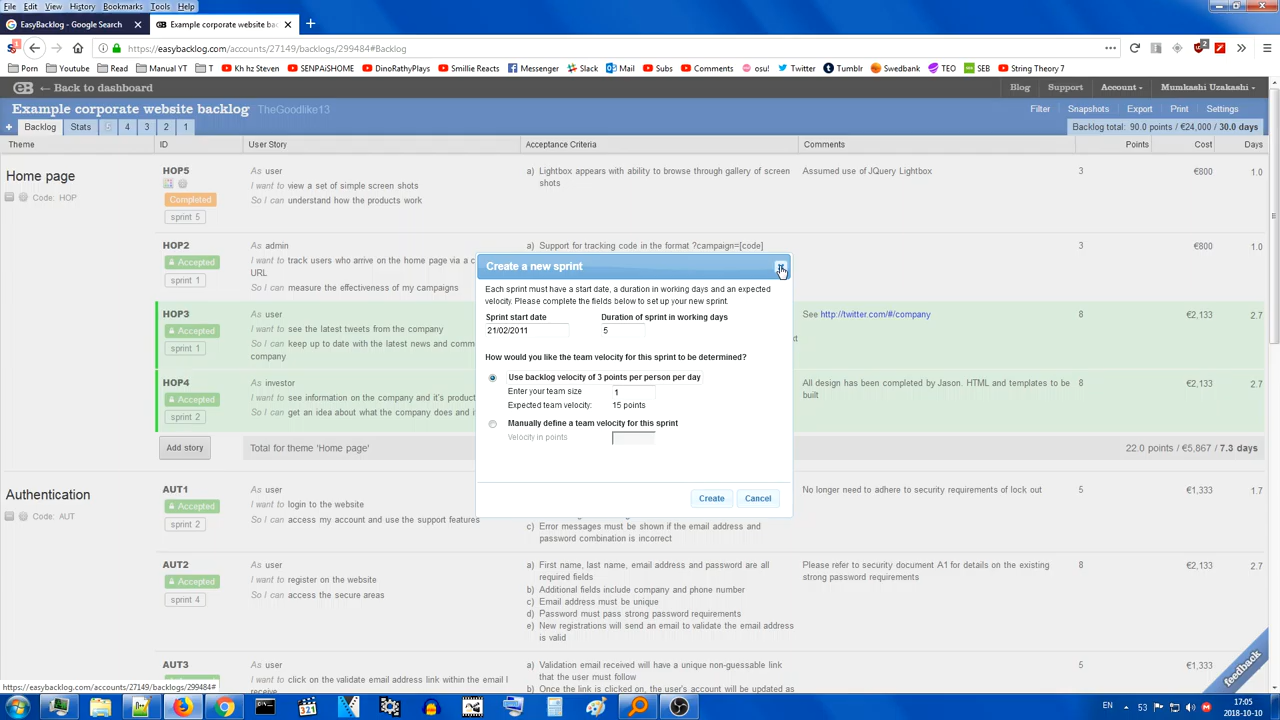 File Edit View History Bookmarks Tools Help
EasyBacklog - Google Search
Example corporate website ba
https://easybacklog.com/accounts/27149/backlogs/299484#Backlog
Porn Youtube Read Manual YT T Kh hz Steven SENPAiSHOME DinoRathyPlays Smillie Reacts Messenger Slack Mail Subs Comments osu! Twitter Tumblr Swedbank TEO SEB String Theory 7
EB ← Back to dashboard
Blog Support Account Mumkashi Uzakashi
Example corporate website backlog TheGoodlike13
Filter Snapshots Export Print Settings
+ Backlog Stats 5 4 3 2 1
Backlog total: 90.0 points / €24,000 / 30.0 days
Theme ID User Story Acceptance Criteria Comments Points Cost Days
Home page
Code: HOP
HOP5
Completed
sprint 5
As user
I want to view a set of simple screen shots
So I can understand how the products work
a) Lightbox appears with ability to browse through gallery of screen
shots
Assumed use of JQuery Lightbox
3 €800 1.0
HOP2
Accepted
sprint 1
As admin
I want to track users who arrive on the home page via a c
URL
So I can measure the effectiveness of my campaigns
a) Support for tracking code in the format ?campaign=[code]
3 €800 1.0
HOP3
Accepted
sprint 1
As user
I want to see the latest tweets from the company
So I can keep up to date with the latest news and comm
company
xt
See http://twitter.com/#/company
8 €2,133 2.7
HOP4
Accepted
sprint 2
As investor
I want to see information on the company and it's produc
So I can get an idea about what the company does and i
All design has been completed by Jason. HTML and templates to be
built
8 €2,133 2.7
Create a new sprint
Each sprint must have a start date, a duration in working days and an expected
velocity. Please complete the fields below to set up your new sprint.
Sprint start date Duration of sprint in working days
21/02/2011 5
How would you like the team velocity for this sprint to be determined?
Use backlog velocity of 3 points per person per day
Enter your team size 1
Expected team velocity: 15 points
Manually define a team velocity for this sprint
Velocity in points
Create Cancel
Add story Total for theme 'Home page' 22.0 points / €5,867 / 7.3 days
Authentication
Code: AUT
AUT1
Accepted
sprint 2
As user
I want to login to the website
So I can access my account and use the support features
c) Error messages must be shown if the email address and
password combination is incorrect
No longer need to adhere to security requirements of lock out
5 €1,333 1.7
AUT2
Accepted
sprint 4
As user
I want to register on the website
So I can access the secure areas
a) First name, last name, email address and password are all
required fields
b) Additional fields include company and phone number
c) Email address must be unique
d) Password must pass strong password requirements
e) New registrations will send an email to validate the email address
is valid
Please refer to security document A1 for details on the existing
strong password requirements
8 €2,133 2.7
AUT3
As user
I want to click on the validate email address link within the email I
receive
a) Validation email received will have a unique non-guessable link
that the user must follow
b) Once the link is clicked on, the user's account will be updated as
5 €1,333 1.7
feedback
https://easybacklog.com/accounts/27149/backlogs/299484#
EN 53 17:05
2018-10-10